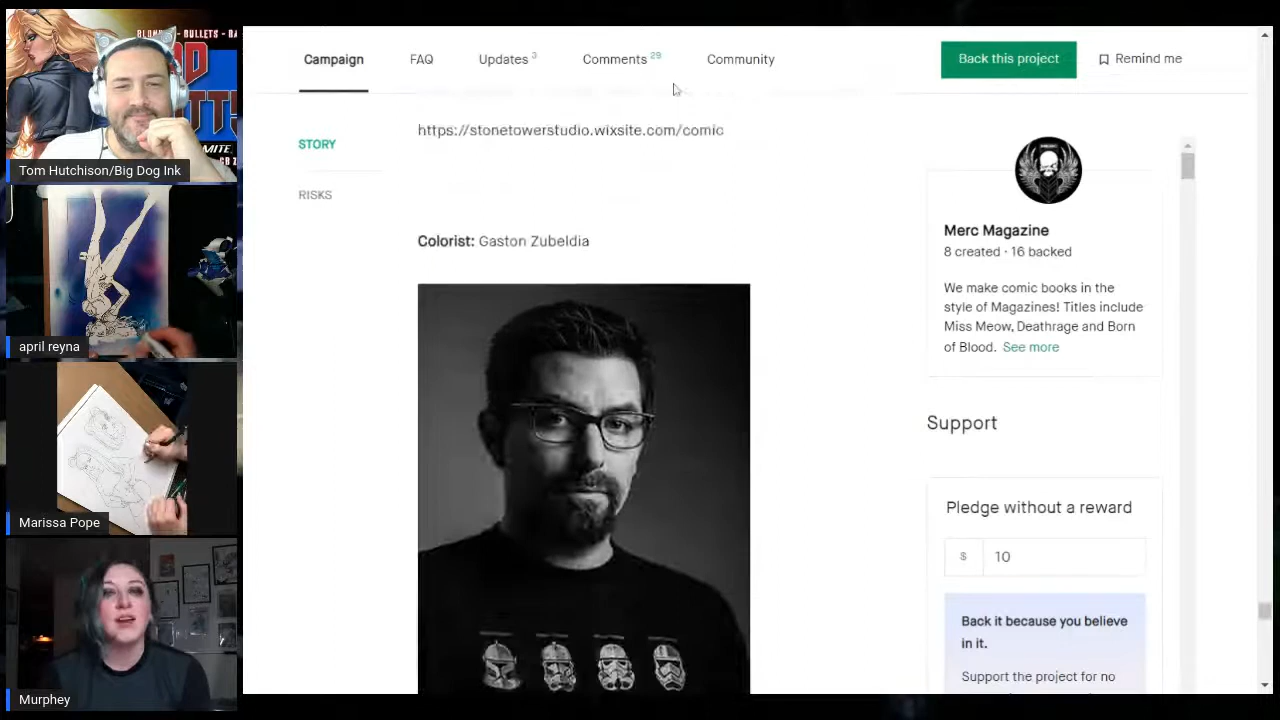 BLON
BULLETS - BA
Tom Hutchison/Big Dog Ink
april reyna
Marissa Pope
Murphey
Campaign
FAQ
Updates 3
Comments 29
Community
Back this project
Remind me
STORY
RISKS
https://stonetowerstudio.wixsite.com/comic
Colorist: Gaston Zubeldia
Merc Magazine
8 created · 16 backed
We make comic books in the
style of Magazines! Titles include
Miss Meow, Deathrage and Born
of Blood. See more
Support
Pledge without a reward
$ 10
Back it because you believe
in it.
Support the project for no